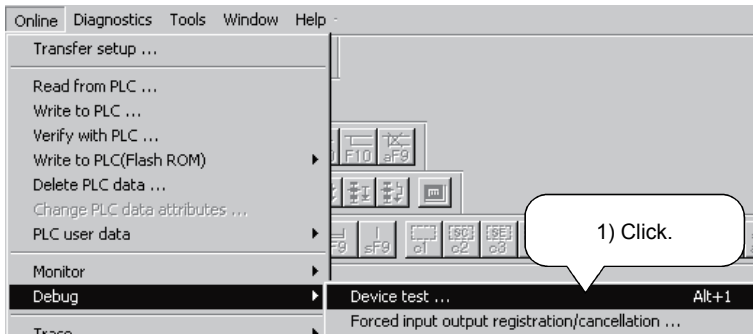 Online Diagnostics Tools Window Help
Transfer setup ...
Read from PLC ...
Write to PLC ...
Verify with PLC ...
Write to PLC(Flash ROM)
F10 aF9
Delete PLC data ...
Change PLC data attributes ...
PLC user data
F9 sF9 c1 c2 c3
1) Click.
Monitor
Debug
Device test ... Alt+1
Forced input output registration/cancellation ...
Trace